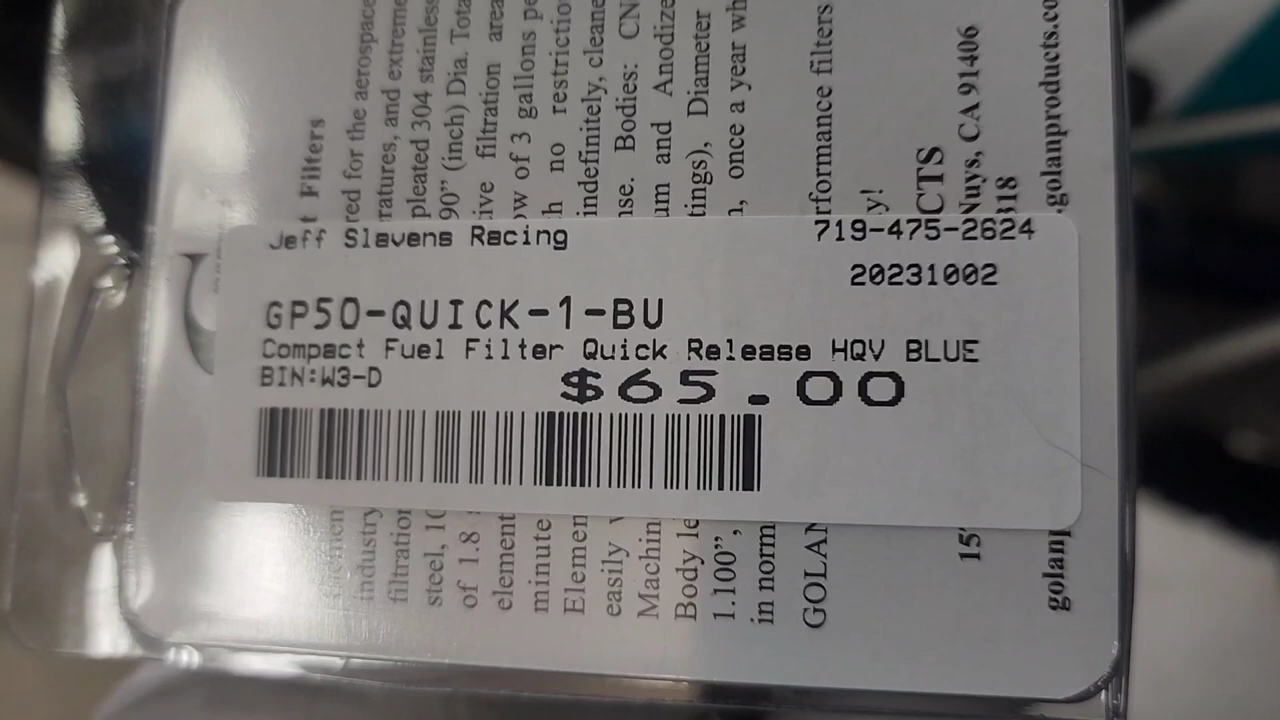 Jeff Slavens Racing 719-475-2624
20231002
GP50-QUICK-1-BU
Compact Fuel Filter Quick Release HQV BLUE
BIN:W3-D $65.00
t Filters
industry red for the aerospace
filtration ratures, and extreme
steel, 10 pleated 304 stainless
of 1.8 90” (inch) Dia. Tota
element ive filtration area
minute ow of 3 gallons pe
Elemen h no restrictio
easily indefinitely, cleane
Machin nse. Bodies: CN
Body le um and Anodize
1.100”, tings), Diameter
in norm n, once a year wh
GOLAN rformance filters
y!
CTS
15 Nuys, CA 91406
318
golanp .golanproducts.co